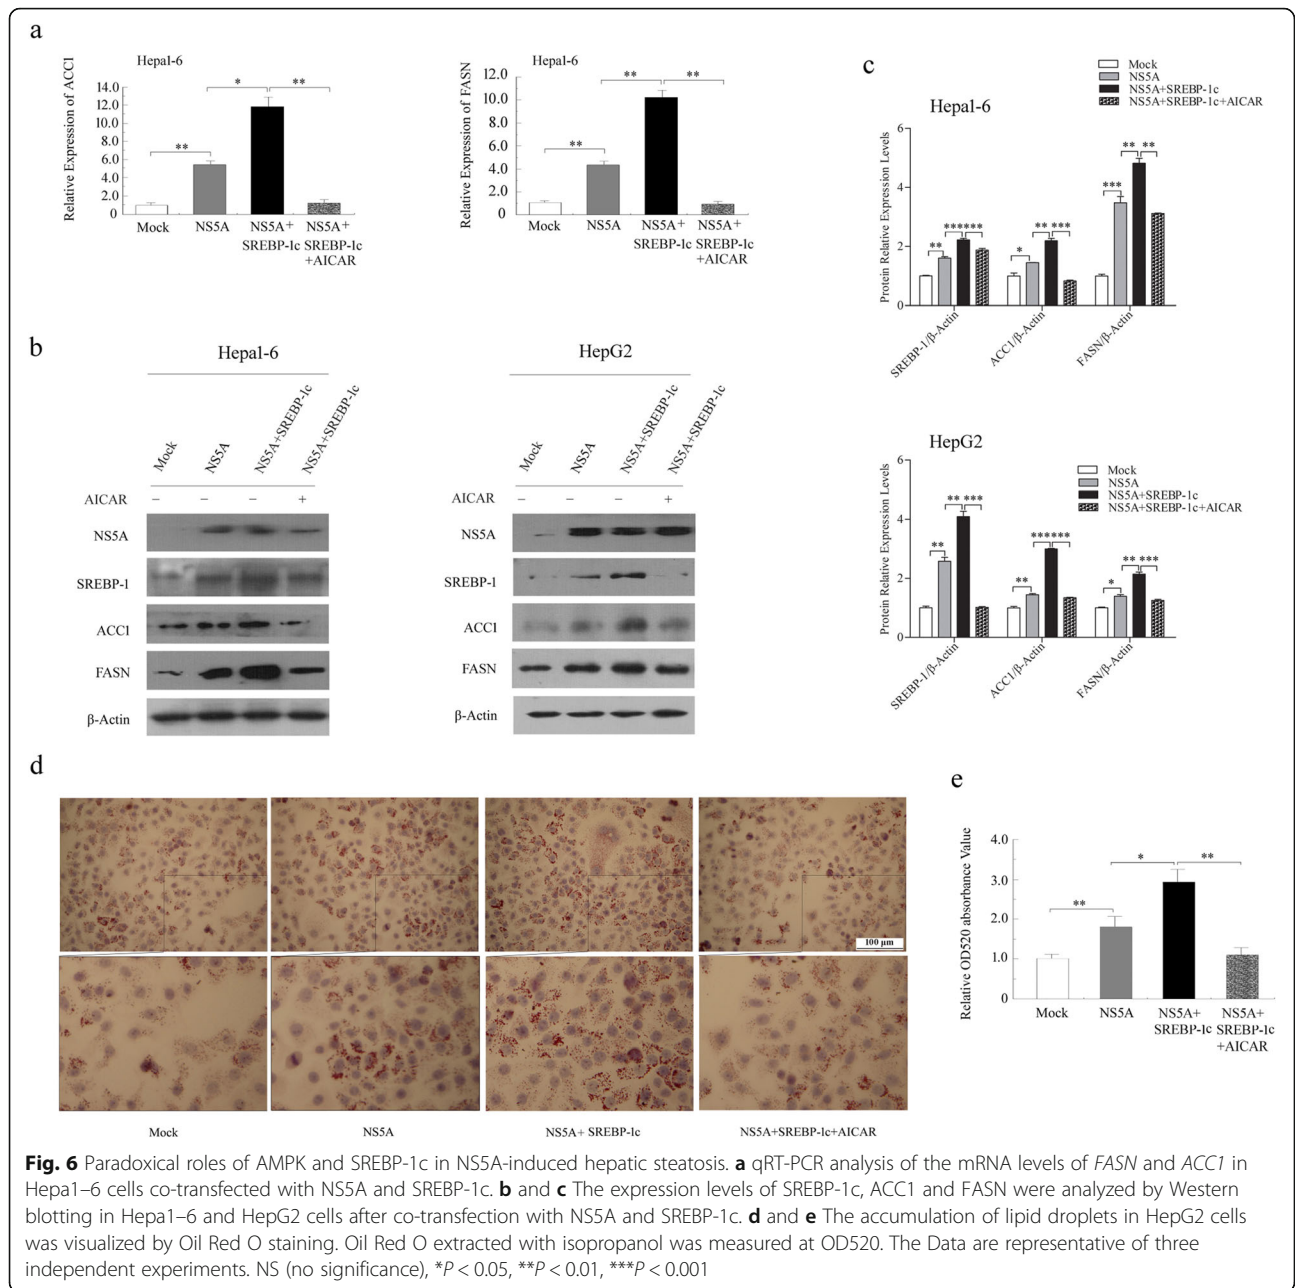 a
Hepa1-6
Relative Expression of ACC1
14.0
12.0
10.0
8.0
6.0
4.0
2.0
0
**
*
**
Mock
NS5A
NS5A+
SREBP-1c
NS5A+
SREBP-1c
+AICAR
Hepa1-6
Relative Expression of FASN
12.0
10.0
8.0
6.0
4.0
2.0
0
**
**
**
Mock
NS5A
NS5A+
SREBP-1c
NS5A+
SREBP-1c
+AICAR
c
Mock
NS5A
NS5A+SREBP-1c
NS5A+SREBP-1c+AICAR
Hepa1-6
Protein Relative Expression Levels
6
4
2
0
**
***
***
*
**
***
***
**
**
SREBP-1/β-Actin
ACC1/β-Actin
FASN/β-Actin
b
Hepa1-6
Mock
NS5A
NS5A+SREBP-1c
NS5A+SREBP-1c
AICAR
– – – +
NS5A
SREBP-1
ACC1
FASN
β-Actin
HepG2
Mock
NS5A
NS5A+SREBP-1c
NS5A+SREBP-1c
AICAR
– – – +
NS5A
SREBP-1
ACC1
FASN
β-Actin
HepG2
Mock
NS5A
NS5A+SREBP-1c
NS5A+SREBP-1c+AICAR
Protein Relative Expression Levels
6
4
2
0
**
**
***
**
***
***
*
**
***
SREBP-1/β-Actin
ACC1/β-Actin
FASN/β-Actin
d
100 μm
Mock
NS5A
NS5A+ SREBP-1c
NS5A+SREBP-1c+AICAR
e
Relative OD520 absorbance Value
4.0
3.0
2.0
1.0
0
**
*
**
Mock
NS5A
NS5A+
SREBP-1c
NS5A+
SREBP-1c
+AICAR
Fig. 6 Paradoxical roles of AMPK and SREBP-1c in NS5A-induced hepatic steatosis. a qRT-PCR analysis of the mRNA levels of FASN and ACC1 in
Hepa1–6 cells co-transfected with NS5A and SREBP-1c. b and c The expression levels of SREBP-1c, ACC1 and FASN were analyzed by Western
blotting in Hepa1–6 and HepG2 cells after co-transfection with NS5A and SREBP-1c. d and e The accumulation of lipid droplets in HepG2 cells
was visualized by Oil Red O staining. Oil Red O extracted with isopropanol was measured at OD520. The Data are representative of three
independent experiments. NS (no significance), *P < 0.05, **P < 0.01, ***P < 0.001